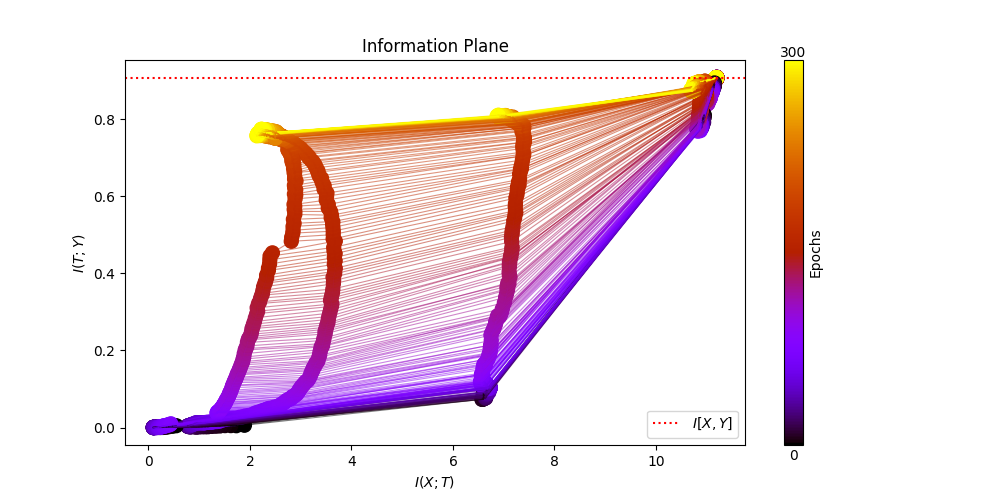 Information Plane
300
0.8
0.6
0.4
0.2
0.0
I(T; Y)
0 2 4 6 8 10
I(X; T)
I[X, Y]
Epochs
0